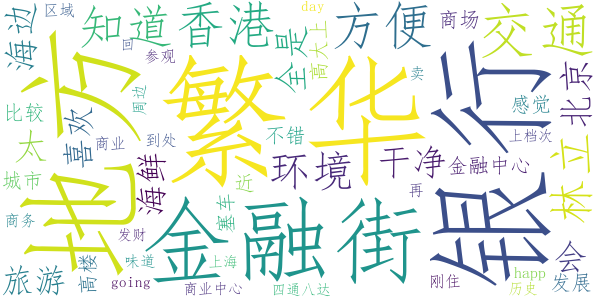 海边
区域
知道
香港
全是
高大上
day
方便
商场
交通
回
参观
地方
繁华
银行
北京
比较
喜欢
周边
卖
感觉
太
商业
到处
不错
上档次
林立
海鲜
环境
干净
金融中心
城市
近
再
会
商务
金融街
塞车
发财
旅游
高楼
味道
上海
刚住
happ
发展
going
商业中心
四通八达
历史